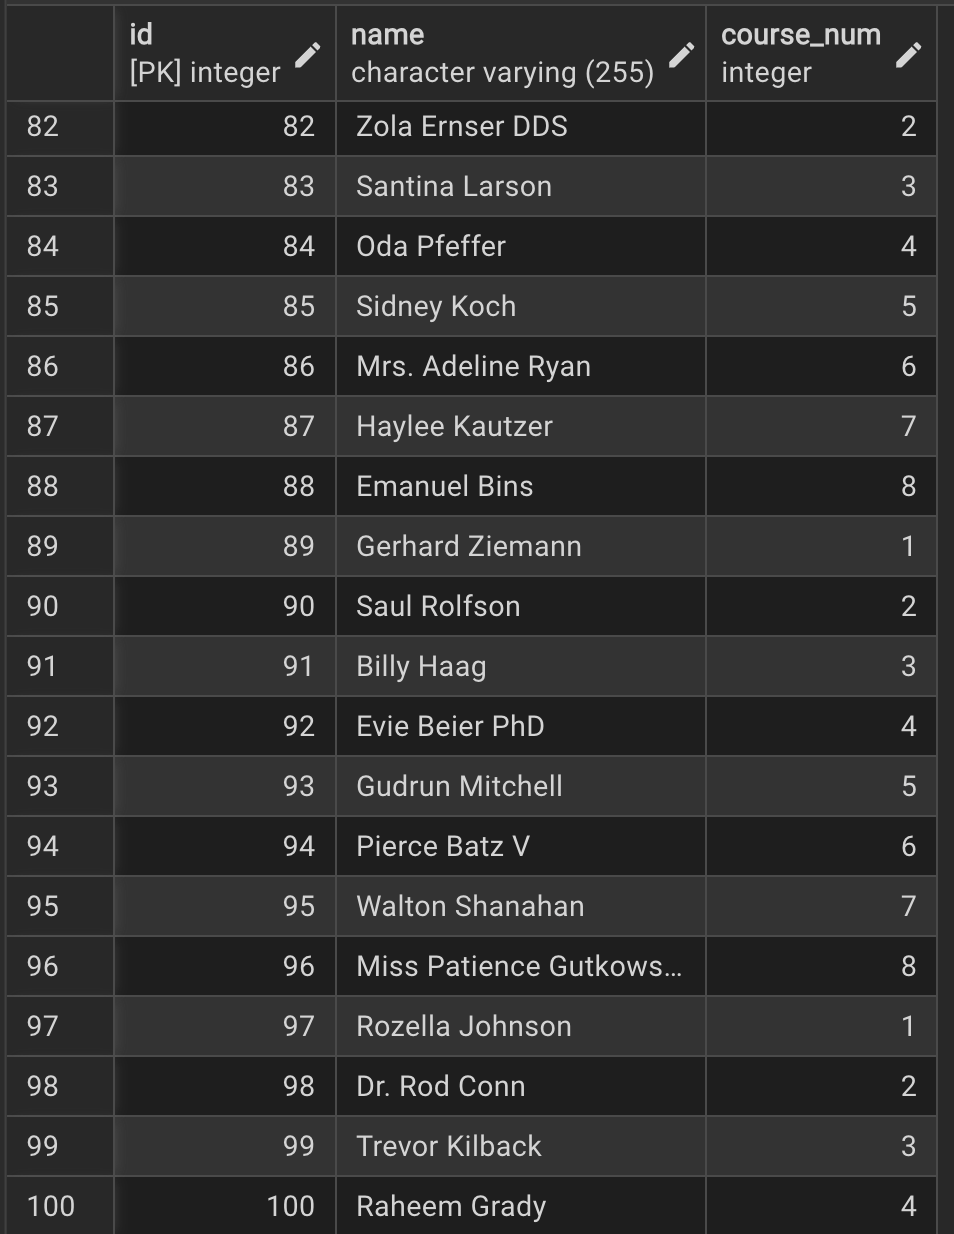 id name course_num
[PK] integer character varying (255) integer
82 82 Zola Ernser DDS 2
83 83 Santina Larson 3
84 84 Oda Pfeffer 4
85 85 Sidney Koch 5
86 86 Mrs. Adeline Ryan 6
87 87 Haylee Kautzer 7
88 88 Emanuel Bins 8
89 89 Gerhard Ziemann 1
90 90 Saul Rolfson 2
91 91 Billy Haag 3
92 92 Evie Beier PhD 4
93 93 Gudrun Mitchell 5
94 94 Pierce Batz V 6
95 95 Walton Shanahan 7
96 96 Miss Patience Gutkows... 8
97 97 Rozella Johnson 1
98 98 Dr. Rod Conn 2
99 99 Trevor Kilback 3
100 100 Raheem Grady 4